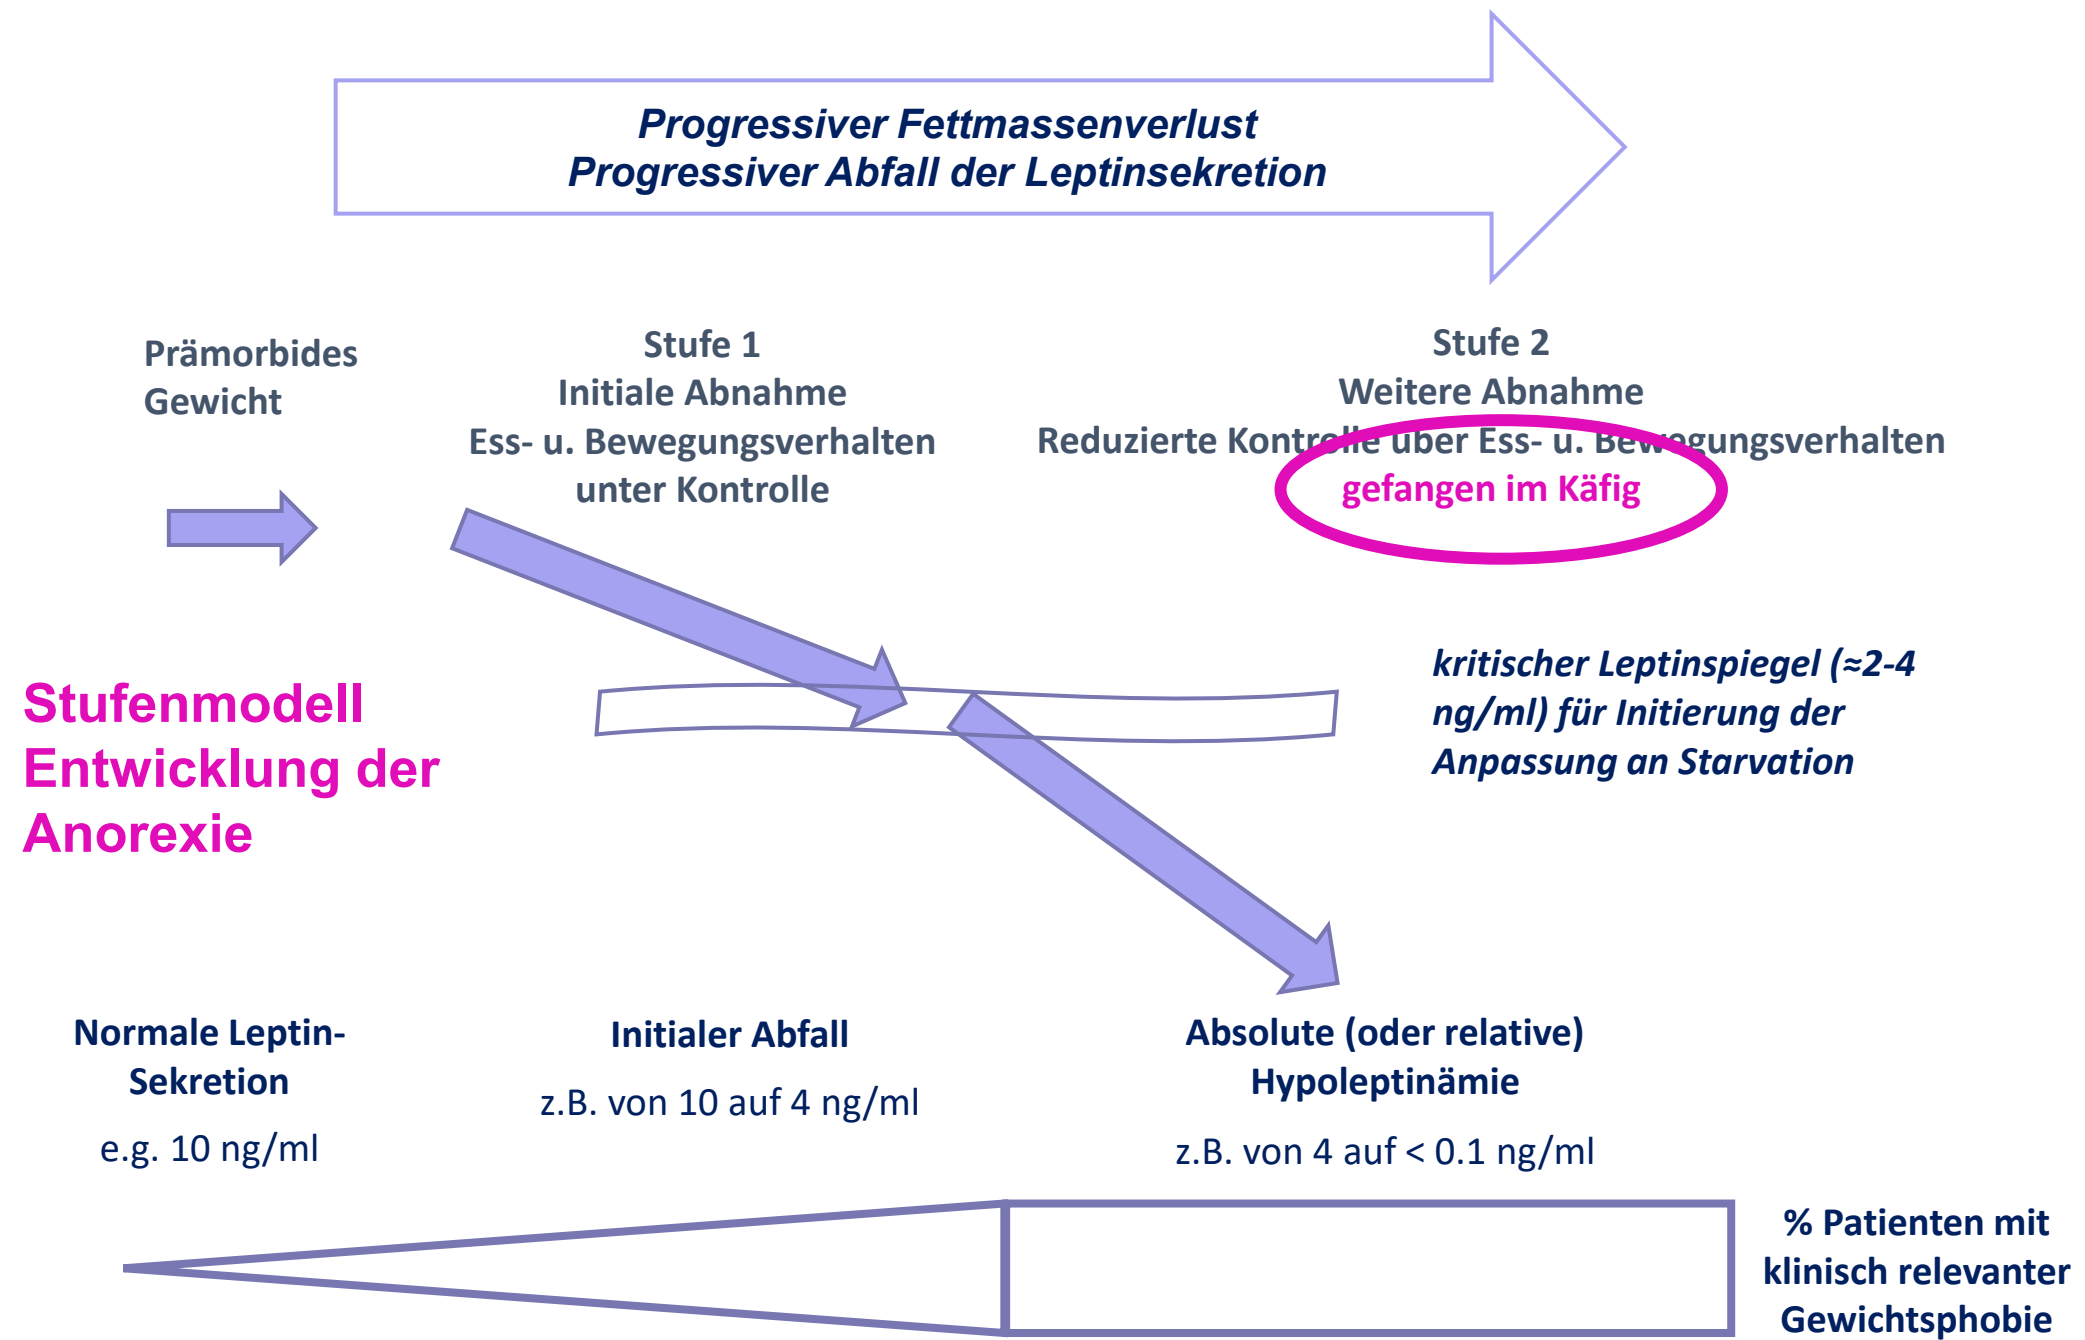 Progressiver Fettmassenverlust
Progressiver Abfall der Leptinsekretion
Prämorbides
Gewicht
Stufe 1
Initiale Abnahme
Ess- u. Bewegungsverhalten
unter Kontrolle
Stufe 2
Weitere Abnahme
Reduzierte Kontrolle über Ess- u. Bewegungsverhalten
gefangen im Käfig
Stufenmodell
Entwicklung der
Anorexie
kritischer Leptinspiegel (≈2-4
ng/ml) für Initierung der
Anpassung an Starvation
Normale Leptin-
Sekretion
e.g. 10 ng/ml
Initialer Abfall
z.B. von 10 auf 4 ng/ml
Absolute (oder relative)
Hypoleptinämie
z.B. von 4 auf < 0.1 ng/ml
% Patienten mit
klinisch relevanter
Gewichtsphobie